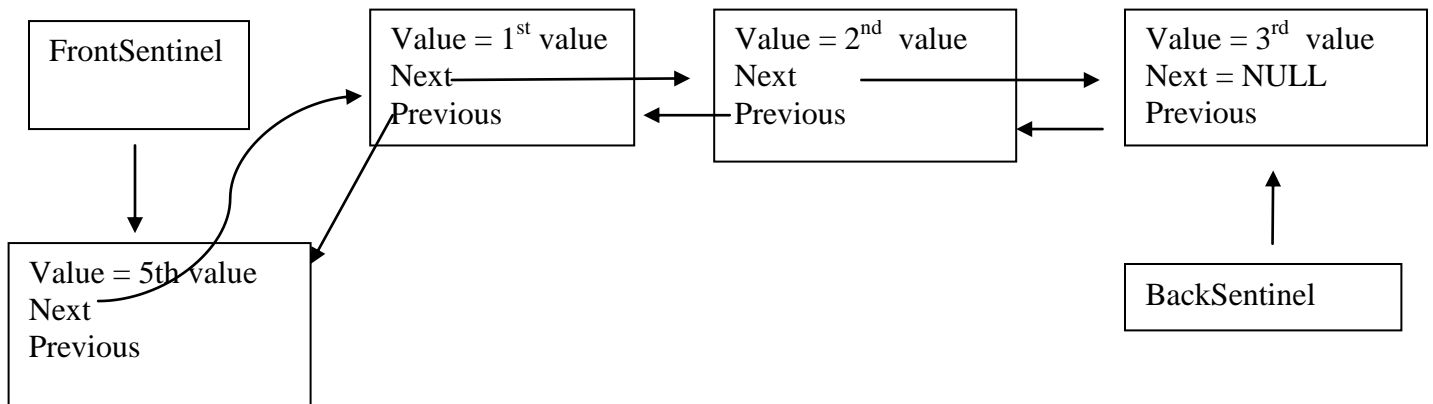 FrontSentinel
Value = 1st value
Next
Previous
Value = 2nd value
Next
Previous
Value = 3rd value
Next = NULL
Previous
Value = 5th value
Next
Previous
BackSentinel